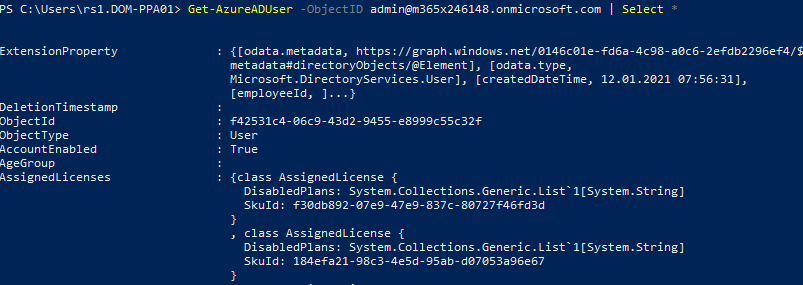 PS C:\Users\rs1.DOM-PPA01> Get-AzureADUser -ObjectID admin@m365x246148.onmicrosoft.com | Select *
ExtensionProperty : {[odata.metadata, https://graph.windows.net/0146c01e-fd6a-4c98-a0c6-2efdb2296ef4/$
metadata#directoryObjects/@Element], [odata.type,
Microsoft.DirectoryServices.User], [createdDateTime, 12.01.2021 07:56:31],
[employeeId, ]...}
DeletionTimestamp :
ObjectId : f42531c4-06c9-43d2-9455-e8999c55c32f
ObjectType : User
AccountEnabled : True
AgeGroup :
AssignedLicenses : {class AssignedLicense {
DisabledPlans: System.Collections.Generic.List`1[System.String]
SkuId: f30db892-07e9-47e9-837c-80727f46fd3d
}
, class AssignedLicense {
DisabledPlans: System.Collections.Generic.List`1[System.String]
SkuId: 184efa21-98c3-4e5d-95ab-d07053a96e67
}